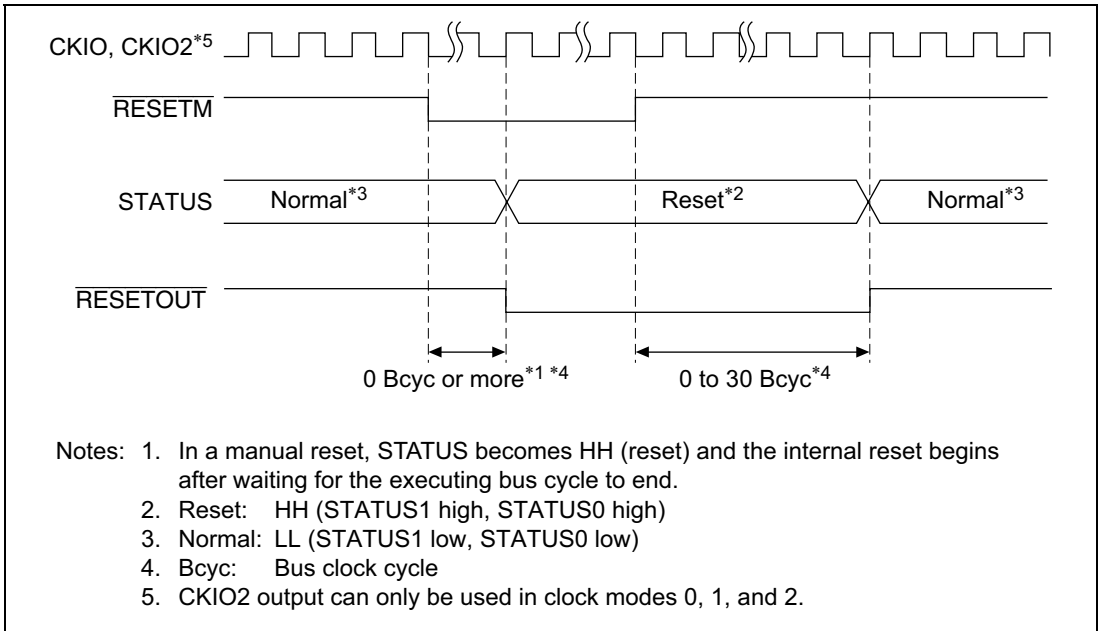 CKIO, CKIO2*5
RESETM
STATUS Normal*3 Reset*2 Normal*3
RESETOUT
0 Bcyc or more*1 *4 0 to 30 Bcyc*4
Notes: 1. In a manual reset, STATUS becomes HH (reset) and the internal reset begins
after waiting for the executing bus cycle to end.
2. Reset: HH (STATUS1 high, STATUS0 high)
3. Normal: LL (STATUS1 low, STATUS0 low)
4. Bcyc: Bus clock cycle
5. CKIO2 output can only be used in clock modes 0, 1, and 2.